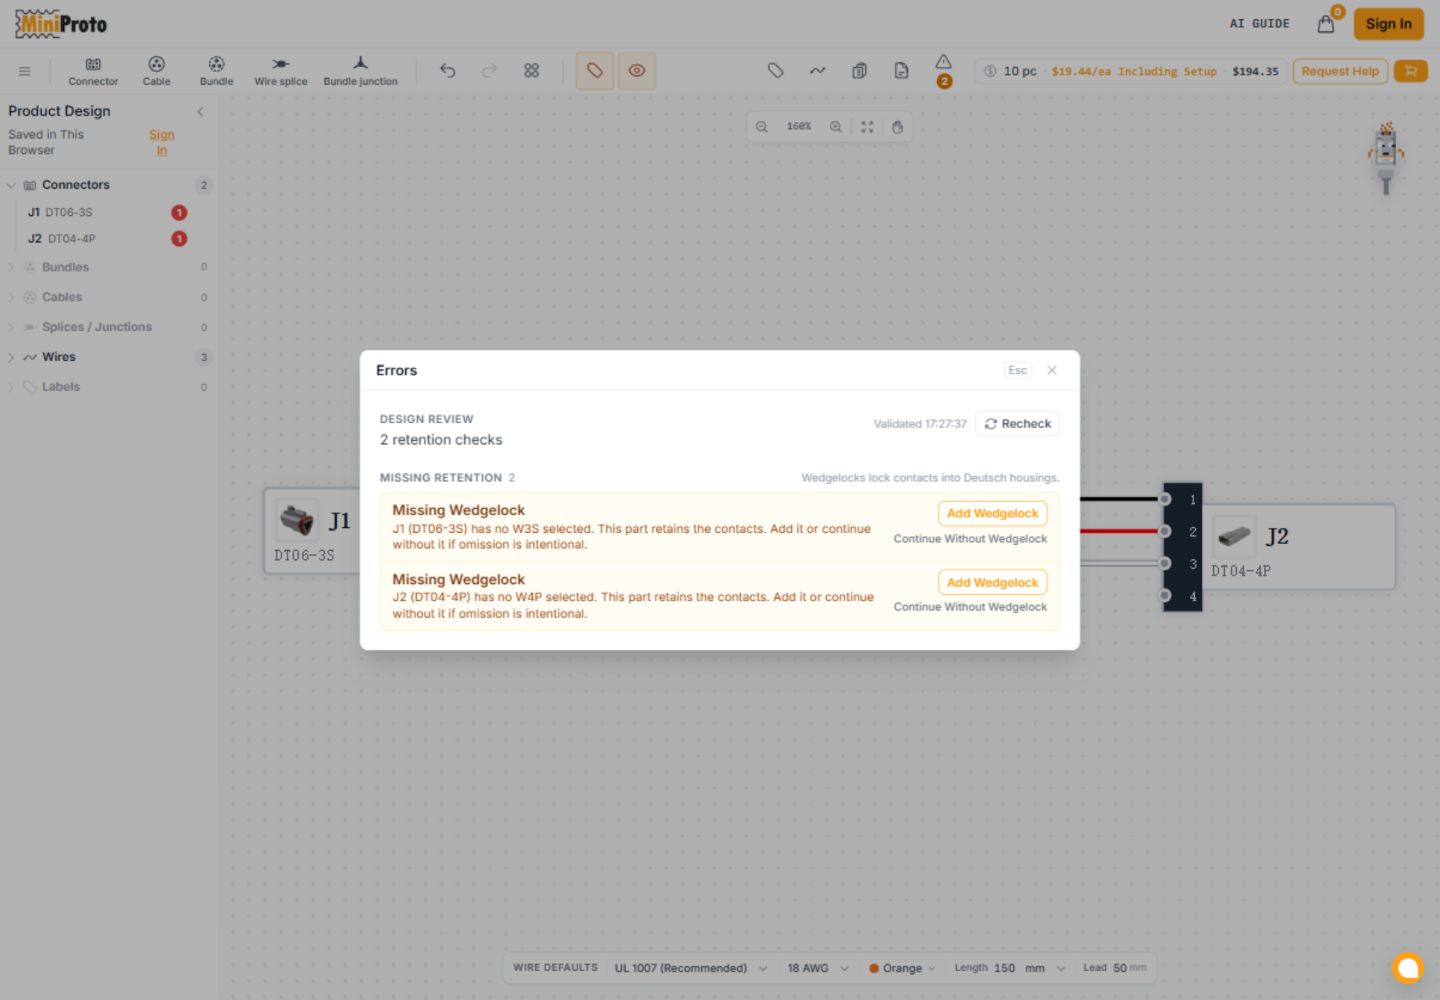 MiniProto
AI GUIDE
0
Sign In
Connector
Cable
Bundle
Wire splice
Bundle junction
2
10 pc · $19.44/ea Including Setup · $194.35
Request Help
Product Design
Saved in This Browser
Sign In
Connectors 2
J1 DT06-3S 1
J2 DT04-4P 1
Bundles 0
Cables 0
Splices / Junctions 0
Wires 3
Labels 0
160%
Errors
Esc
DESIGN REVIEW
2 retention checks
Validated 17:27:37
Recheck
MISSING RETENTION 2
Wedgelocks lock contacts into Deutsch housings.
Missing Wedgelock
J1 (DT06-3S) has no W3S selected. This part retains the contacts. Add it or continue
without it if omission is intentional.
Add Wedgelock
Continue Without Wedgelock
Missing Wedgelock
J2 (DT04-4P) has no W4P selected. This part retains the contacts. Add it or continue
without it if omission is intentional.
Add Wedgelock
Continue Without Wedgelock
J1
DT06-3S
1
2
3
4
J2
DT04-4P
WIRE DEFAULTS
UL 1007 (Recommended)
18 AWG
Orange
Length 150 mm
Lead 50 mm